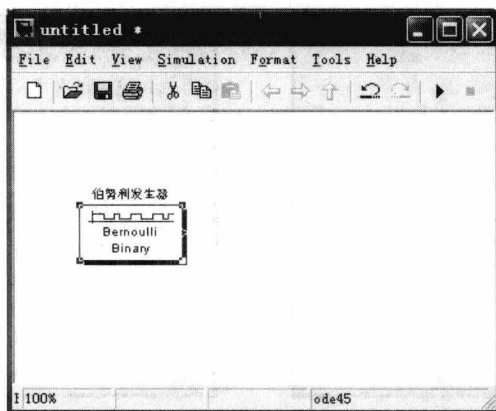 untitled *
File Edit View Simulation Format Tools Help
伯努利发生器
Bernoulli
Binary
100%
ode45